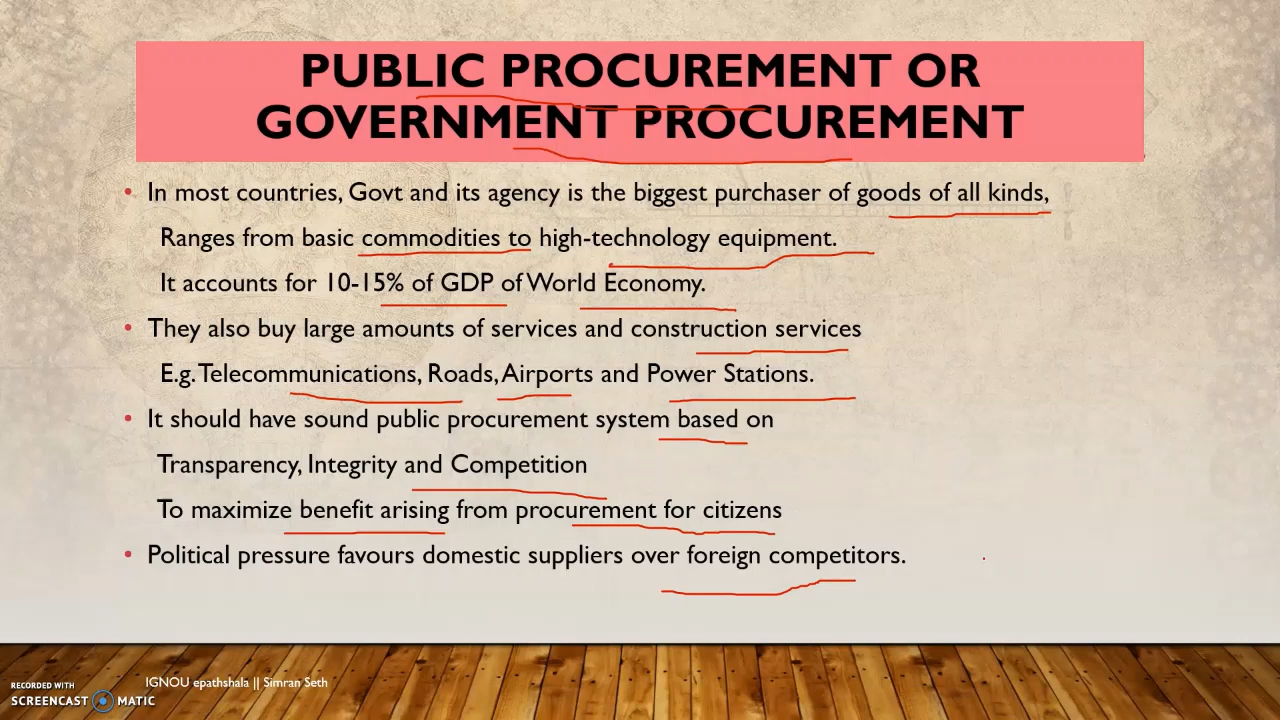 PUBLIC PROCUREMENT OR
GOVERNMENT PROCUREMENT
• In most countries, Govt and its agency is the biggest purchaser of goods of all kinds,
Ranges from basic commodities to high-technology equipment.
It accounts for 10-15% of GDP of World Economy.
• They also buy large amounts of services and construction services
E.g. Telecommunications, Roads, Airports and Power Stations.
• It should have sound public procurement system based on
Transparency, Integrity and Competition
To maximize benefit arising from procurement for citizens
• Political pressure favours domestic suppliers over foreign competitors.
IGNOU epathshala || Simran Seth
RECORDED WITH
SCREENCAST MATIC